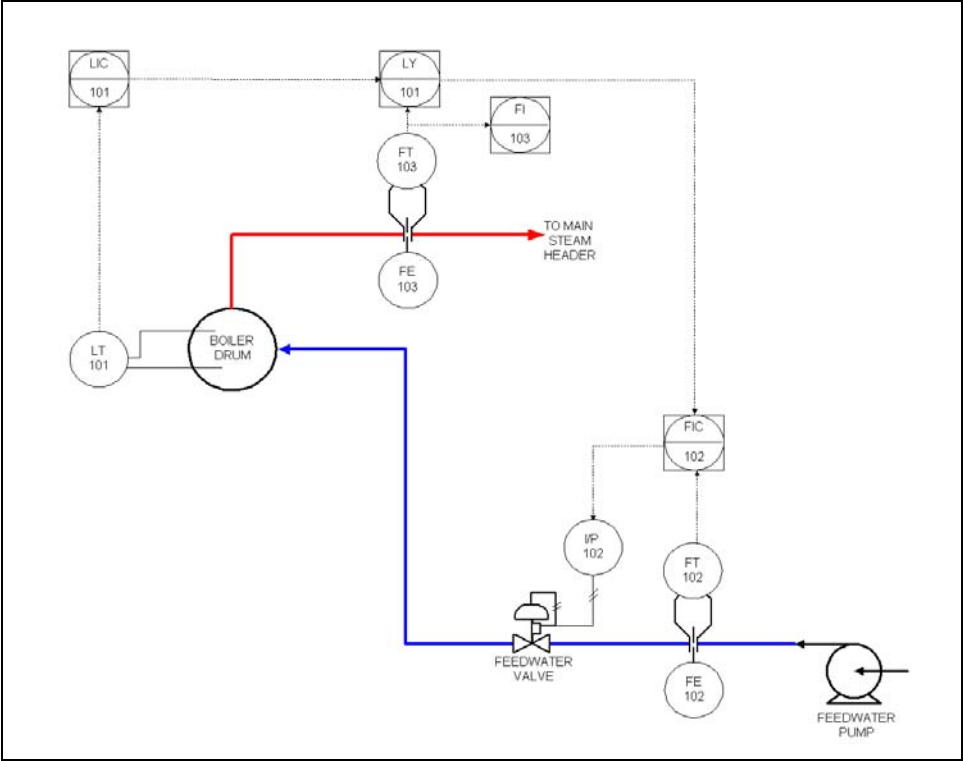 LIC
101
LY
101
FI
103
FT
103
TO MAIN
STEAM
HEADER
FE
103
BOILER
DRUM
LT
101
FIC
102
I/P
102
FT
102
FEEDWATER
VALVE
FE
102
FEEDWATER
PUMP